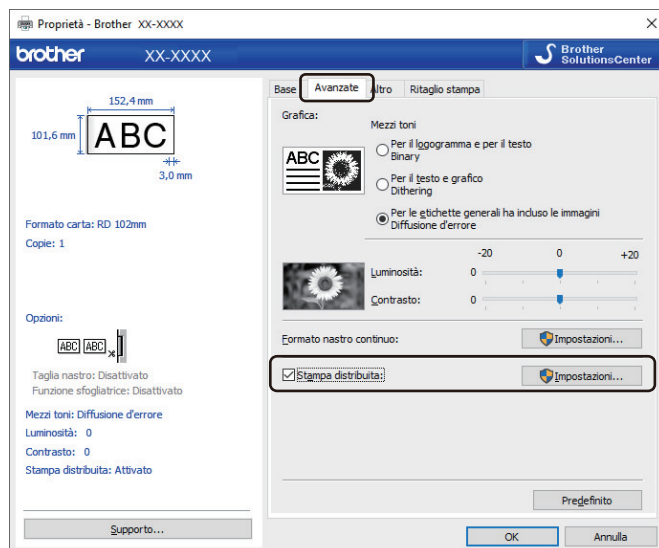 Proprietà - Brother XX-XXXX
brother XX-XXXX
Brother
SolutionsCenter
152,4 mm
101,6 mm
ABC
3,0 mm
Formato carta: RD 102mm
Copie: 1
Opzioni:
ABC ABC
Taglia nastro: Disattivato
Funzione sfogliatrice: Disattivato
Mezzi toni: Diffusione d'errore
Luminosità: 0
Contrasto: 0
Stampa distribuita: Attivato
Supporto...
Base Avanzate Altro Ritaglio stampa
Grafica:
ABC
Mezzi toni
Per il logogramma e per il testo
Binary
Per il testo e grafico
Dithering
Per le etichette generali ha incluso le immagini
Diffusione d'errore
-20 0 +20
Luminosità: 0
Contrasto: 0
Formato nastro continuo: Impostazioni...
Stampa distribuita: Impostazioni...
Predefinito
OK Annulla